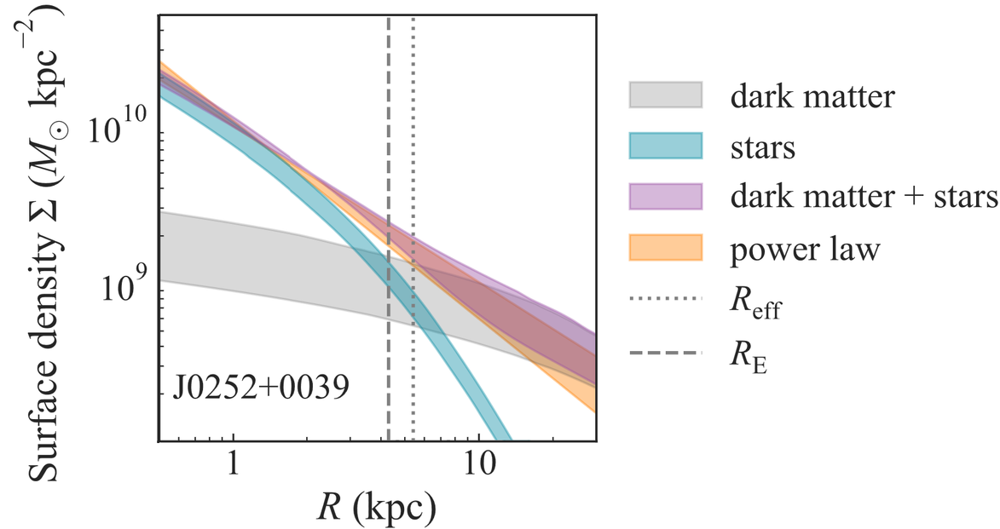 Surface density Σ (M☉ kpc⁻²)
10¹⁰
10⁹
J0252+0039
1
10
R (kpc)
dark matter
stars
dark matter + stars
power law
R_eff
R_E